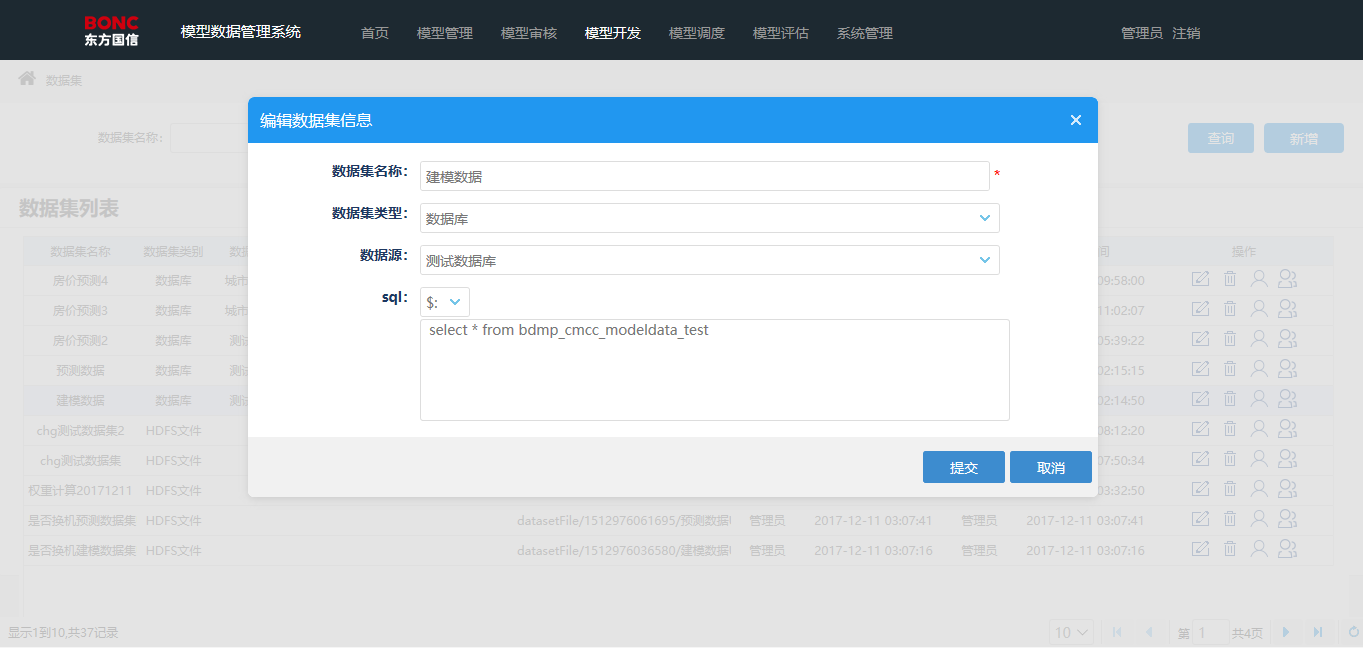 BONC
东方国信
模型数据管理系统 首页 模型管理 模型审核 模型开发 模型调度 模型评估 系统管理 管理员 注销
数据集
编辑数据集信息
数据集名称: 查询 新增
数据集名称: 建模数据 *
数据集列表
数据集类型: 数据库
数据集名称 数据集类别 操作
数据源: 测试数据库
房价预测4 数据库 城市 09:58:00
sql: $:
房价预测3 数据库 城市 11:02:07
select * from bdmp_cmcc_modeldata_test
房价预测2 数据库 测试 05:39:22
预测数据 数据库 测试 02:15:15
建模数据 数据库 测试 02:14:50
chg测试数据集2 HDFS文件 08:12:20
chg测试数据集 HDFS文件 07:50:34
提交 取消
权重计算20171211 HDFS文件 03:32:50
是否换机预测数据集 HDFS文件 datasetFile/1512976061695/预测数据 管理员 2017-12-11 03:07:41 管理员 2017-12-11 03:07:41
是否换机建模数据集 HDFS文件 datasetFile/1512976036580/建模数据 管理员 2017-12-11 03:07:16 管理员 2017-12-11 03:07:16
显示1到10,共37记录 10 第 1 共4页